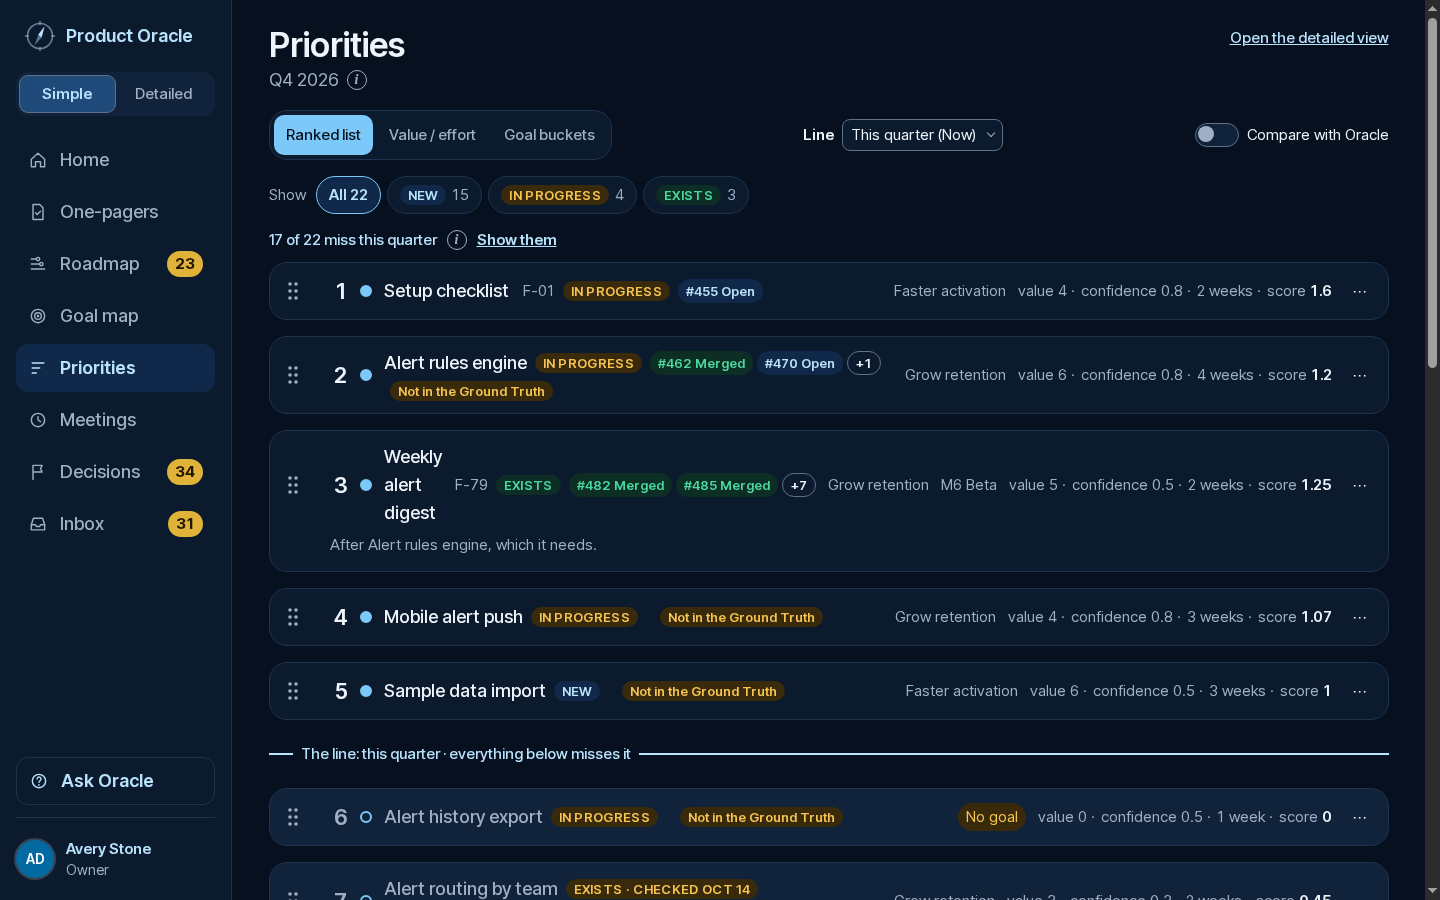 Product Oracle
Simple
Detailed
Home
One-pagers
Roadmap 23
Goal map
Priorities
Meetings
Decisions 34
Inbox 31
Ask Oracle
AD
Avery Stone
Owner
Priorities
Open the detailed view
Q4 2026 i
Ranked list
Value / effort
Goal buckets
Line This quarter (Now)
Compare with Oracle
Show All 22 NEW 15 IN PROGRESS 4 EXISTS 3
17 of 22 miss this quarter i Show them
1 Setup checklist F-01 IN PROGRESS #455 Open Faster activation value 4 · confidence 0.8 · 2 weeks · score 1.6 ...
2 Alert rules engine IN PROGRESS #462 Merged #470 Open +1 Grow retention value 6 · confidence 0.8 · 4 weeks · score 1.2 ...
Not in the Ground Truth
3 Weekly alert digest F-79 EXISTS #482 Merged #485 Merged +7 Grow retention M6 Beta value 5 · confidence 0.5 · 2 weeks · score 1.25 ...
After Alert rules engine, which it needs.
4 Mobile alert push IN PROGRESS Not in the Ground Truth Grow retention value 4 · confidence 0.8 · 3 weeks · score 1.07 ...
5 Sample data import NEW Not in the Ground Truth Faster activation value 6 · confidence 0.5 · 3 weeks · score 1 ...
The line: this quarter · everything below misses it
6 Alert history export IN PROGRESS Not in the Ground Truth No goal value 0 · confidence 0.5 · 1 week · score 0 ...
Alert routing by team EXISTS · CHECKED OCT 14